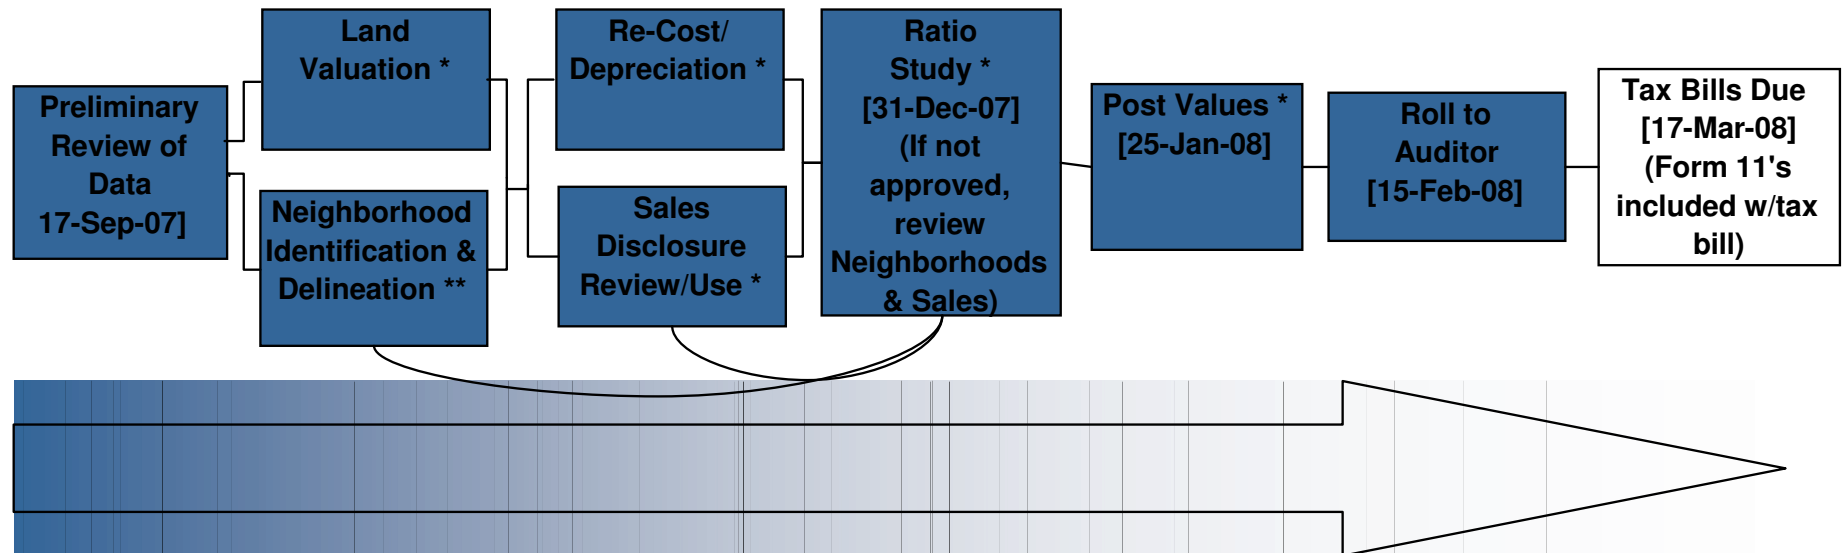 Preliminary
Review of
Data
17-Sep-07]
Land
Valuation *
Neighborhood
Identification &
Delineation **
Re-Cost/
Depreciation *
Sales
Disclosure
Review/Use *
Ratio
Study *
[31-Dec-07]
(If not
approved,
review
Neighborhoods
& Sales)
Post Values *
[25-Jan-08]
Roll to
Auditor
[15-Feb-08]
Tax Bills Due
[17-Mar-08]
(Form 11's
included w/tax
bill)